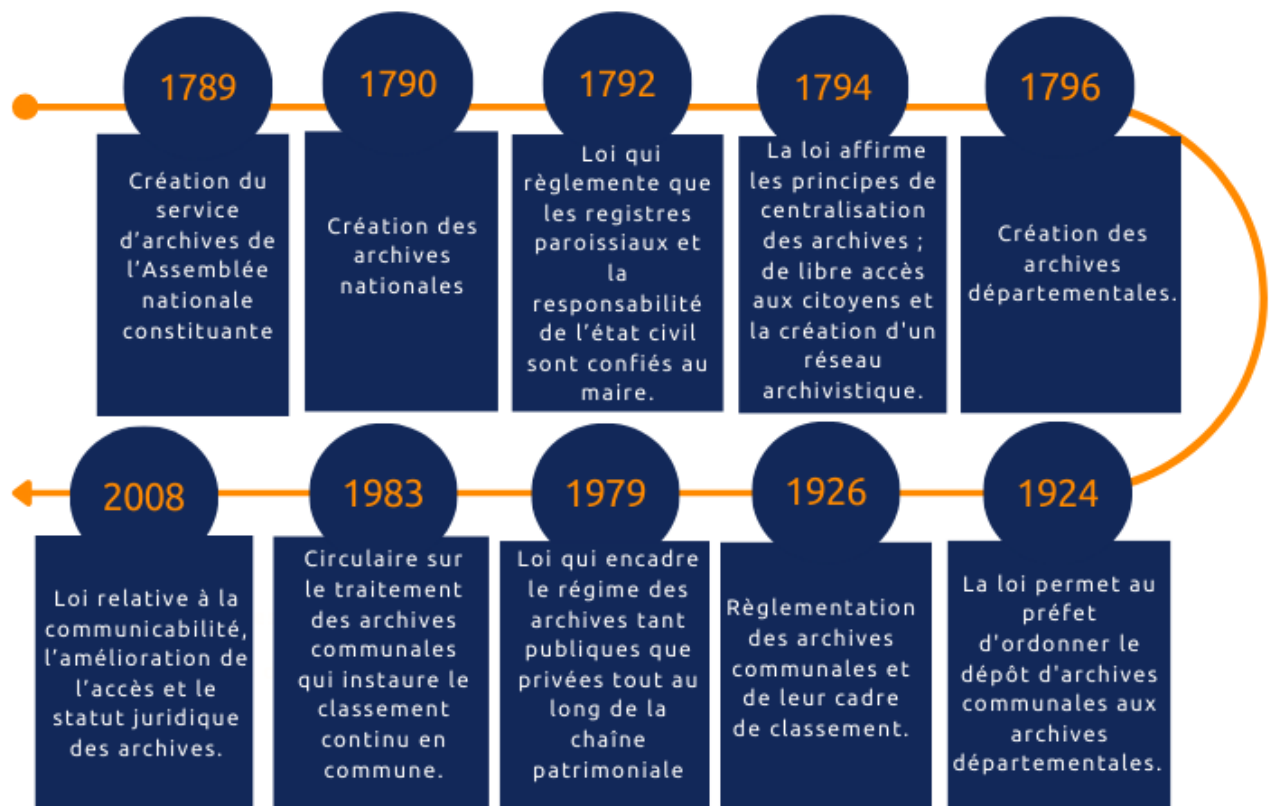 1789
Création du
service
d’archives de
l’Assemblée
nationale
constituante
1790
Création des
archives
nationales
1792
Loi qui
règlemente que
les registres
paroissiaux et
la
responsabilité
de l’état civil
sont confiés au
maire.
1794
La loi affirme
les principes de
centralisation
des archives ;
de libre accès
aux citoyens et
la création d'un
réseau
archivistique.
1796
Création des
archives
départementales.
1924
La loi permet au
préfet
d'ordonner le
dépôt d'archives
communales aux
archives
départementales.
1926
Règlementation
des archives
communales et
de leur cadre
de classement.
1979
Loi qui encadre
le régime des
archives tant
publiques que
privées tout au
long de la
chaîne
patrimoniale
1983
Circulaire sur
le traitement
des archives
communales
qui instaure le
classement
continu en
commune.
2008
Loi relative à la
communicabilité,
l’amélioration de
l’accès et le
statut juridique
des archives.